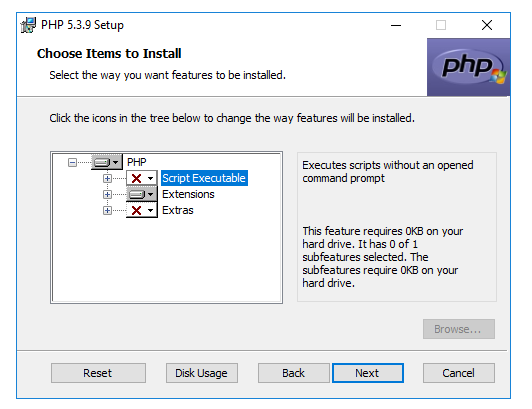 PHP 5.3.9 Setup
Choose Items to Install
Select the way you want features to be installed.
php
Click the icons in the tree below to change the way features will be installed.
PHP
Script Executable
Extensions
Extras
Executes scripts without an opened
command prompt
This feature requires 0KB on your
hard drive. It has 0 of 1
subfeatures selected. The
subfeatures require 0KB on your
hard drive.
Browse...
Reset
Disk Usage
Back
Next
Cancel